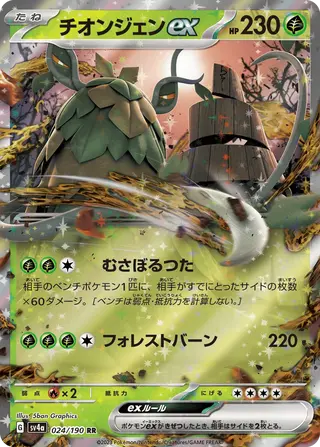 たね
チオンジェンex
HP 230
むさぼるつた
相手のベンチポケモン1匹に、相手がすでにとったサイドの枚数
×60ダメージ。[ベンチは弱点・抵抗力を計算しない。]
フォレストバーン 220
弱点 ×2 抵抗力 にげる
Illus. 5ban Graphics
exルール
ポケモンexがきぜつしたとき、相手はサイドを2枚とる。
G sv4a 024/190 RR
©2023 Pokémon/Nintendo/Creatures/GAME FREAK.